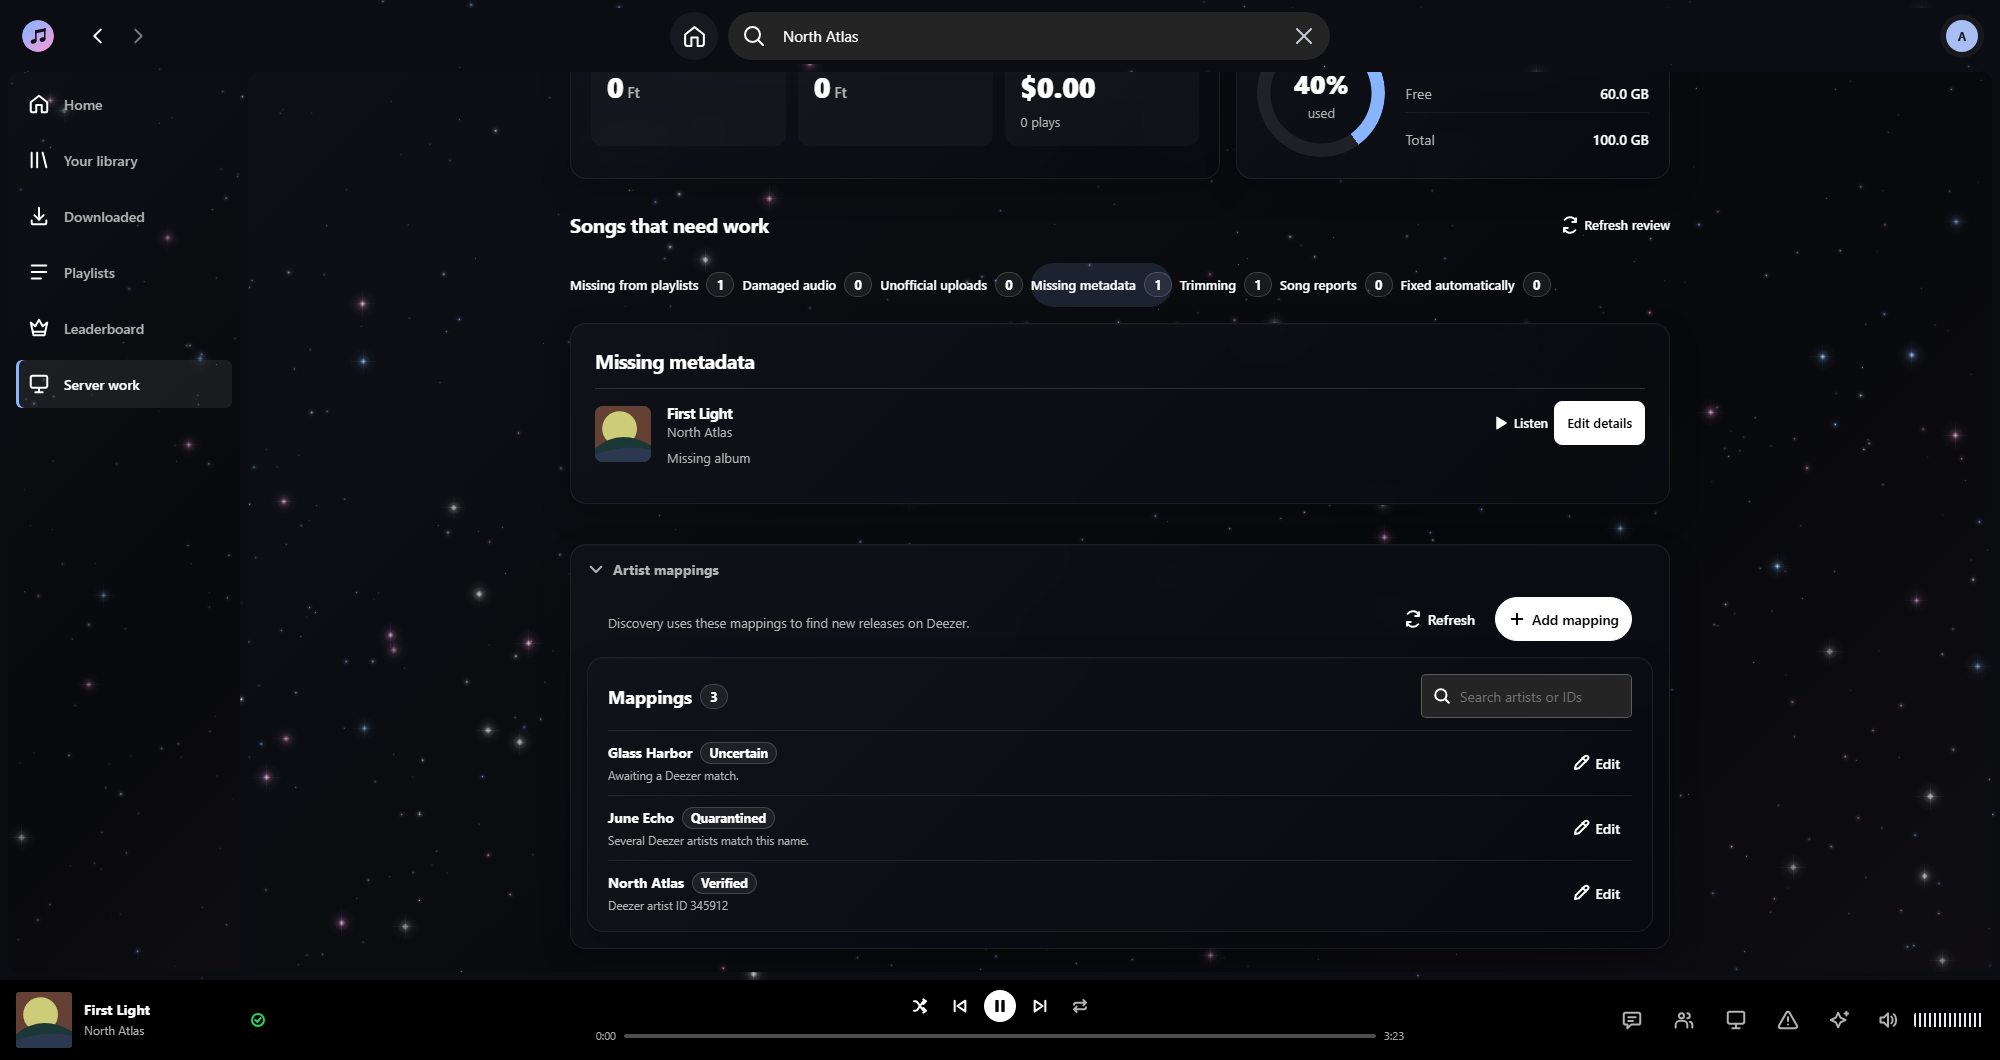 North Atlas
A
Home
Your library
Downloaded
Playlists
Leaderboard
Server work
0 Ft
0 Ft
$0.00
0 plays
40%
used
Free 60.0 GB
Total 100.0 GB
Songs that need work
Refresh review
Missing from playlists 1 Damaged audio 0 Unofficial uploads 0 Missing metadata 1 Trimming 1 Song reports 0 Fixed automatically 0
Missing metadata
First Light
North Atlas
Missing album
Listen Edit details
Artist mappings
Discovery uses these mappings to find new releases on Deezer.
Refresh Add mapping
Mappings 3
Search artists or IDs
Glass Harbor Uncertain
Awaiting a Deezer match.
Edit
June Echo Quarantined
Several Deezer artists match this name.
Edit
North Atlas Verified
Deezer artist ID 345912
Edit
First Light
North Atlas
0:00 3:23